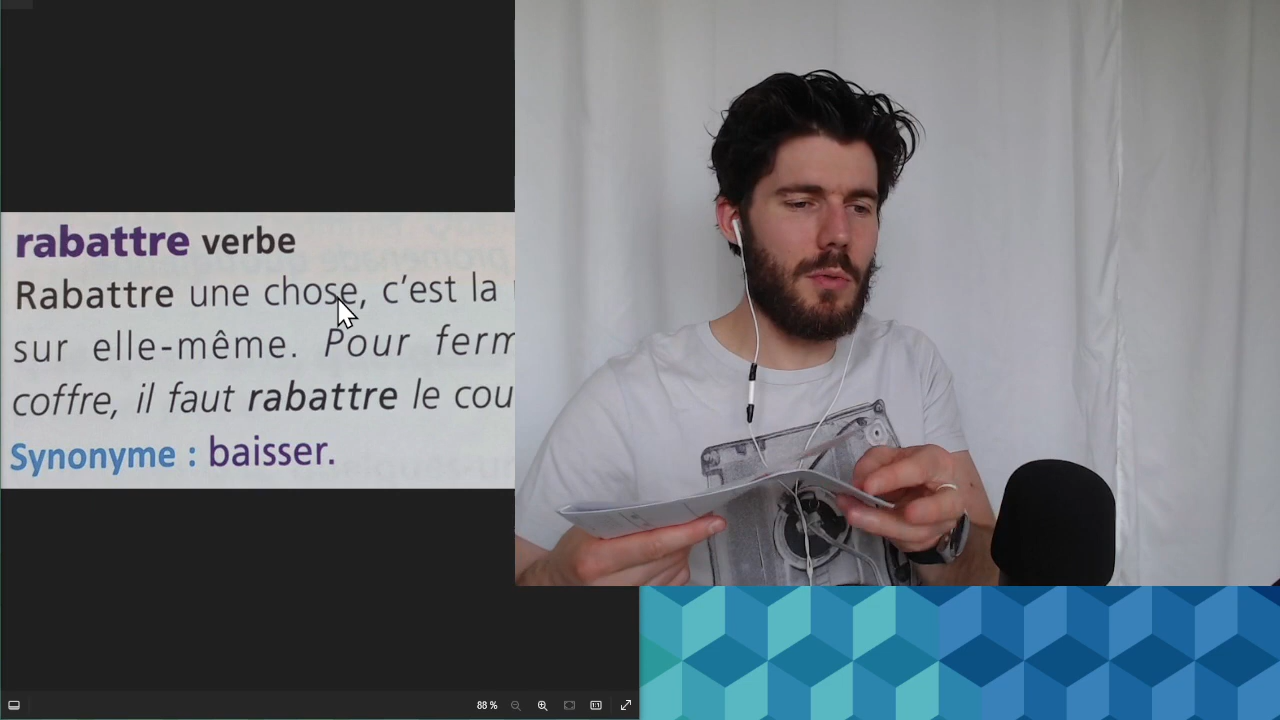 rabattre verbe
Rabattre une chose, c'est la
sur elle-même. Pour ferm
coffre, il faut rabattre le cou
Synonyme : baisser.
88 %